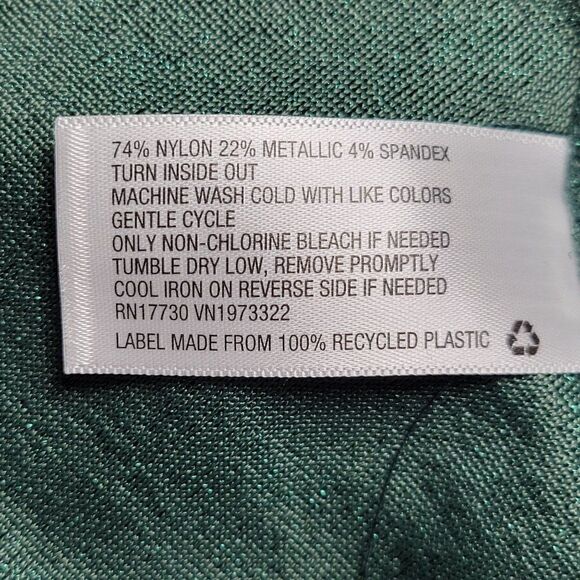 74% NYLON 22% METALLIC 4% SPANDEX
TURN INSIDE OUT
MACHINE WASH COLD WITH LIKE COLORS
GENTLE CYCLE
ONLY NON-CHLORINE BLEACH IF NEEDED
TUMBLE DRY LOW, REMOVE PROMPTLY
COOL IRON ON REVERSE SIDE IF NEEDED
RN17730 VN1973322
LABEL MADE FROM 100% RECYCLED PLASTIC